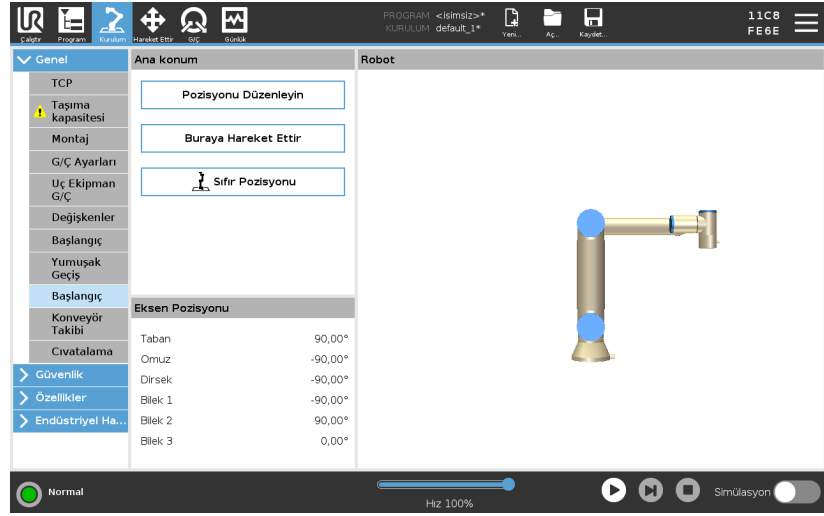 PROGRAM <isimsiz>*
KURULUM default_1*
11C8
FE6E
Çalıştır
Program
Kurulum
Hareket Ettir
G/Ç
Günlük
Yeni...
Aç...
Kaydet...
Genel
TCP
Taşıma
kapasitesi
Montaj
G/Ç Ayarları
Uç Ekipman
G/Ç
Değişkenler
Başlangıç
Yumuşak
Geçiş
Başlangıç
Konveyör
Takibi
Cıvatalama
Güvenlik
Özellikler
Endüstriyel Ha...
Ana konum
Pozisyonu Düzenleyin
Buraya Hareket Ettir
Sıfır Pozisyonu
Eksen Pozisyonu
Taban 90,00°
Omuz -90,00°
Dirsek -90,00°
Bilek 1 -90,00°
Bilek 2 90,00°
Bilek 3 0,00°
Robot
Normal
Hız 100%
Simülasyon